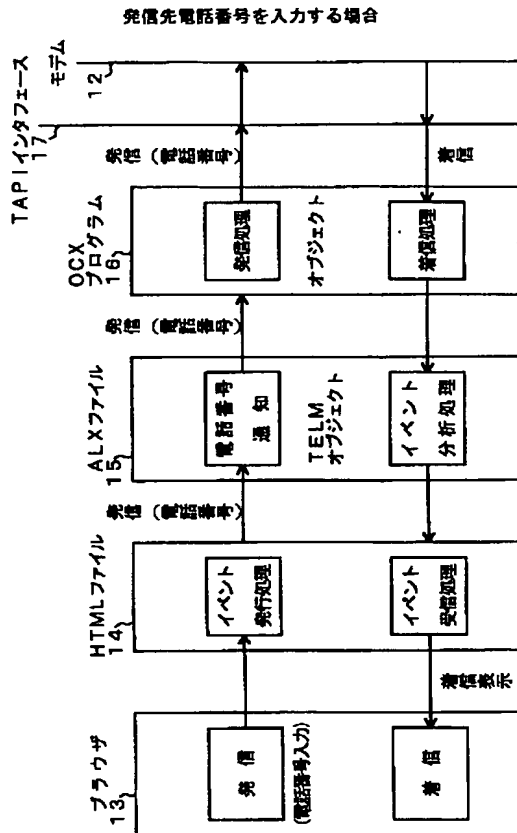 発信先電話番号を入力する場合
ブラウザ
13
HTMLファイル
14
ALXファイル
15
OCX
プログラム
16
TAPIインタフェース
17
モデム
12
発信
(電話番号入力)
イベント
発行処理
発信(電話番号)
電話番号
通知
発信(電話番号)
発信処理
発信(電話番号)
TELM
オブジェクト
オブジェクト
着信
着信表示
イベント
受信処理
イベント
分析処理
着信処理
着信